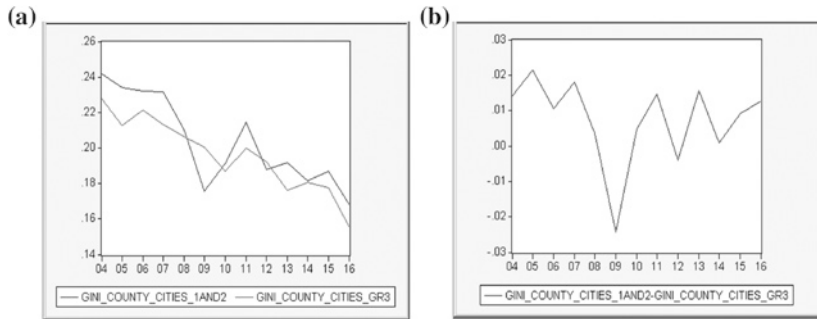 (a)
.26
.24
.22
.20
.18
.16
.14
04 05 06 07 08 09 10 11 12 13 14 15 16
GINI_COUNTY_CITIES_1AND2 GINI_COUNTY_CITIES_GR3
(b)
.03
.02
.01
.00
-.01
-.02
-.03
04 05 06 07 08 09 10 11 12 13 14 15 16
GINI_COUNTY_CITIES_1AND2-GINI_COUNTY_CITIES_GR3